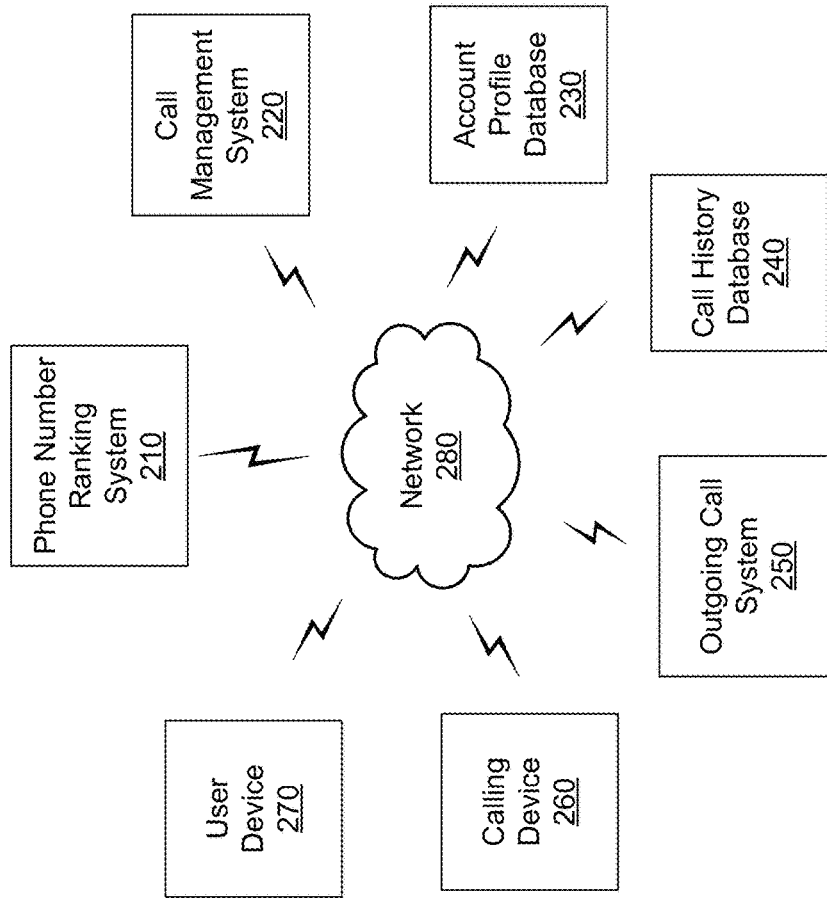 Phone Number
Ranking
System
210
Call
Management
System
220
Account
Profile
Database
230
Call History
Database
240
Outgoing Call
System
250
Calling
Device
260
User
Device
270
Network
280